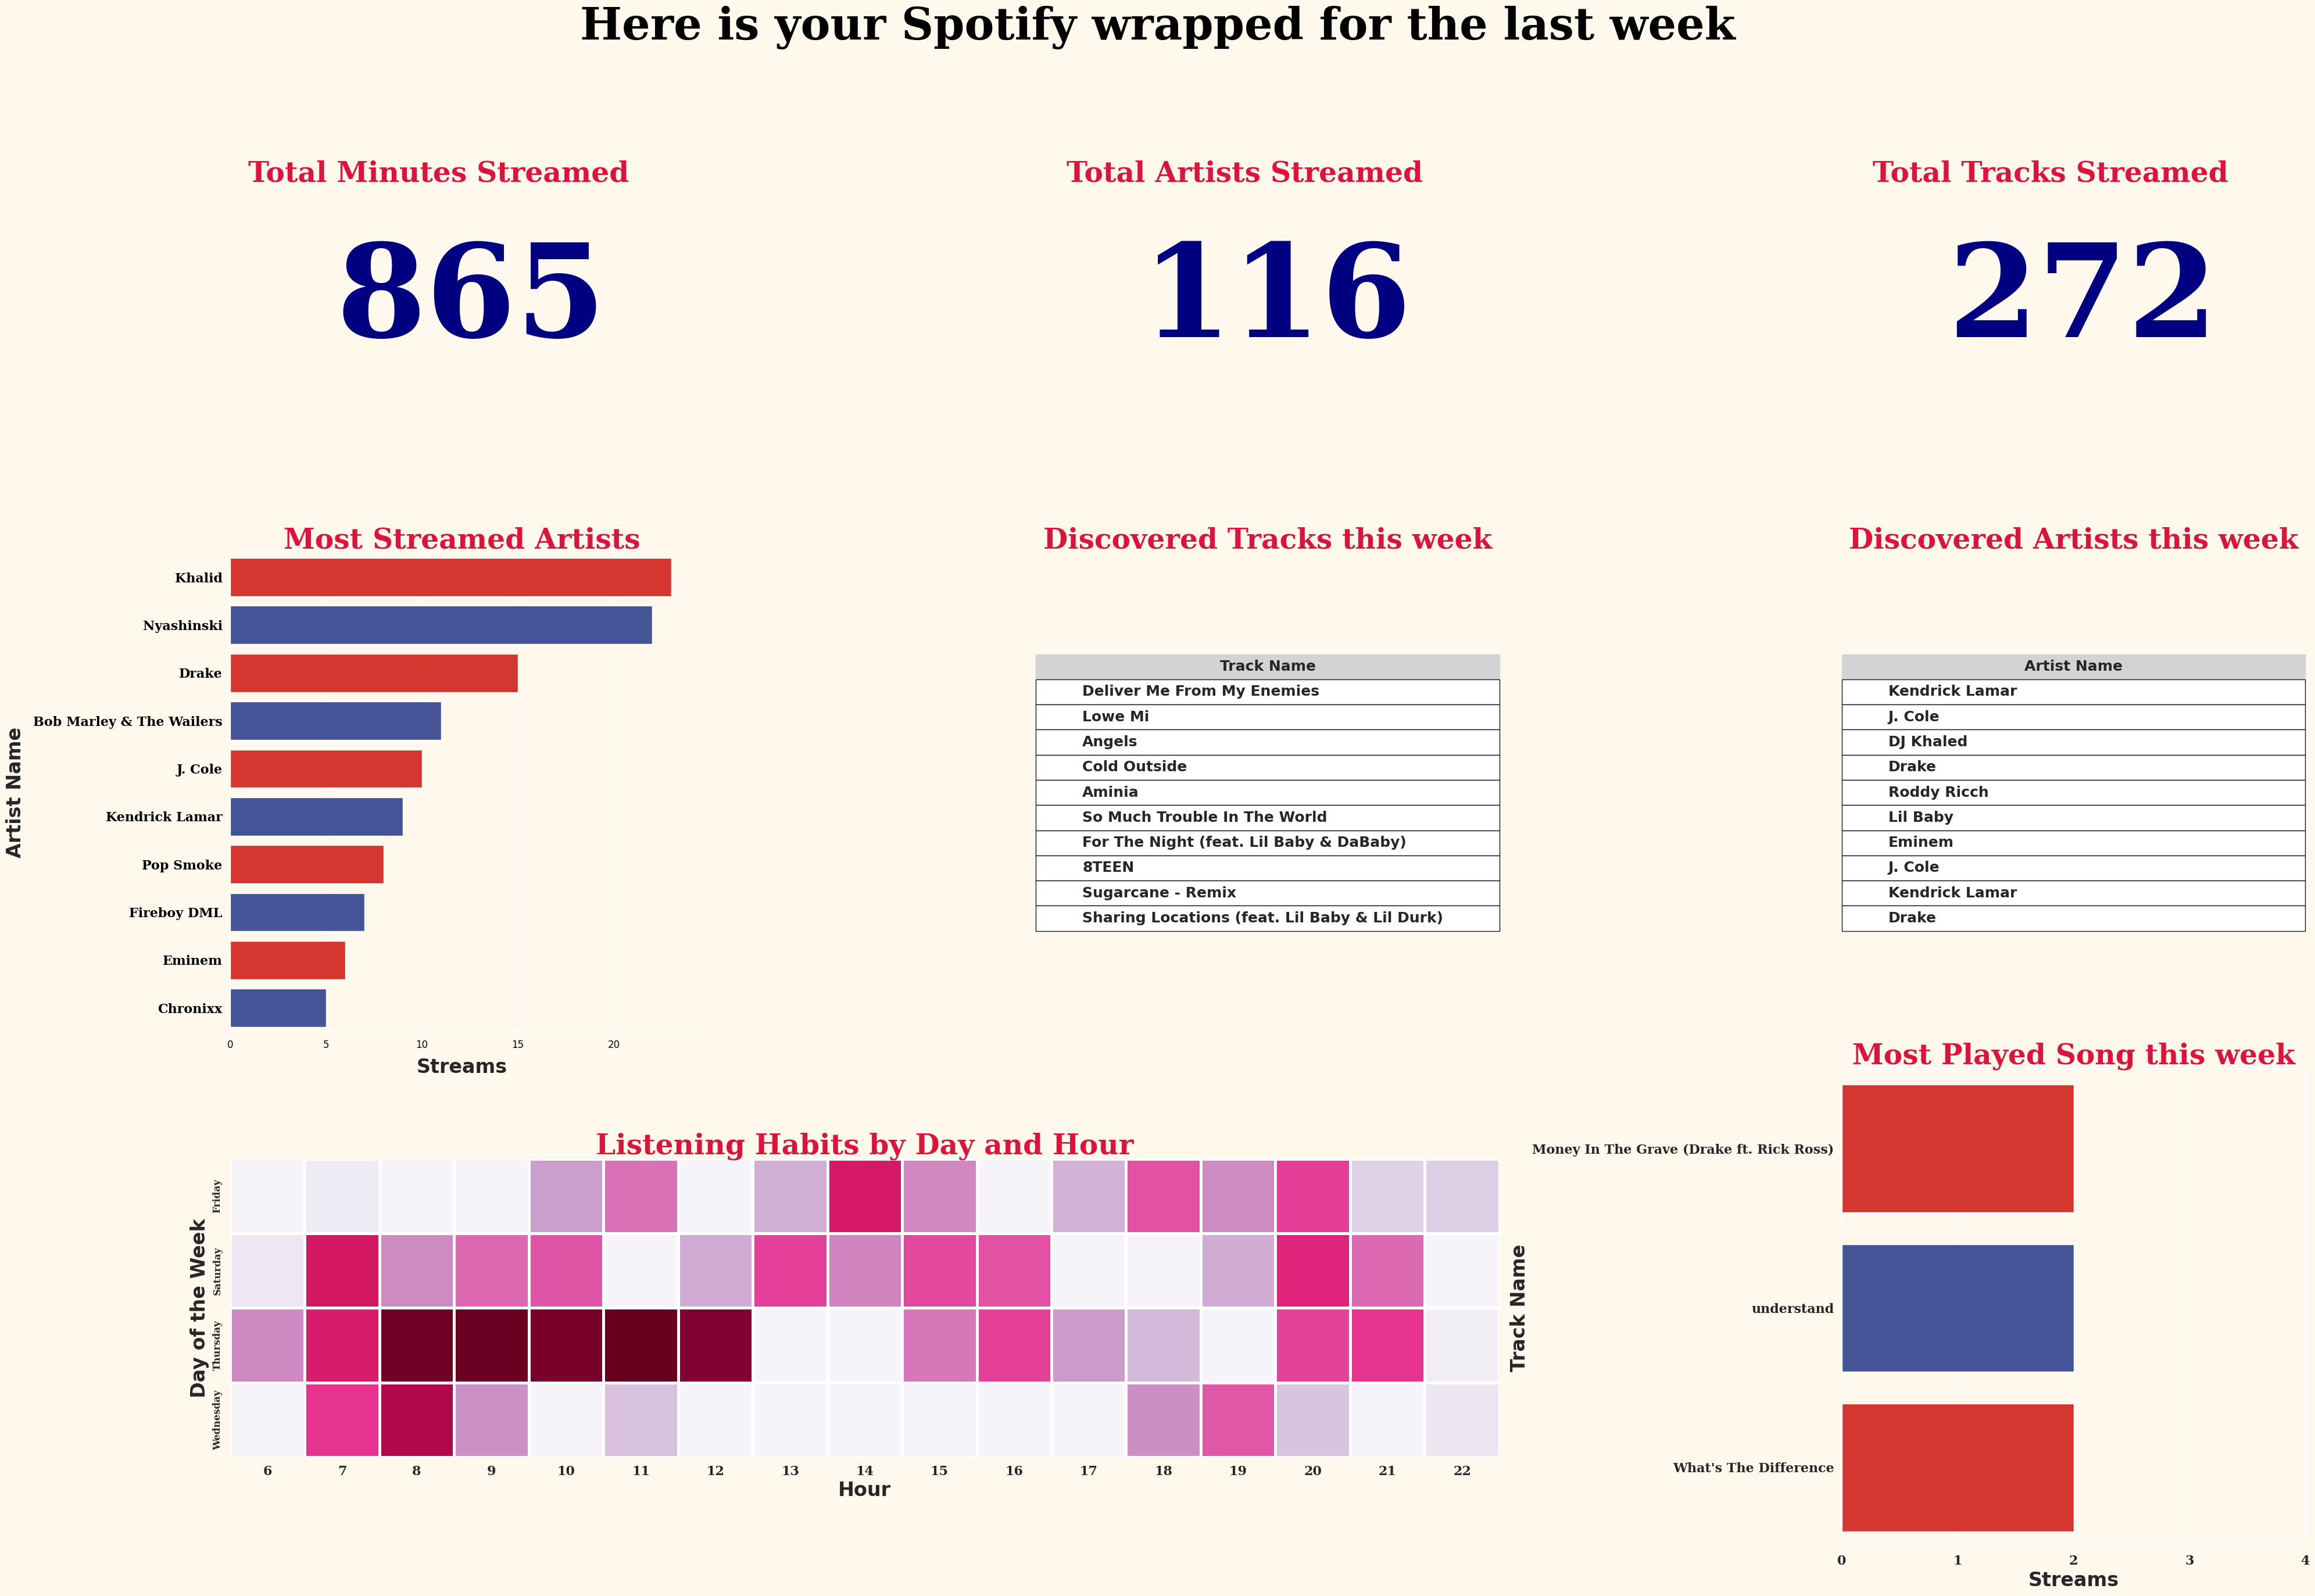 Here is your Spotify wrapped for the last week
Total Minutes Streamed
865
Total Artists Streamed
116
Total Tracks Streamed
272
Most Streamed Artists
Artist Name
Khalid
Nyashinski
Drake
Bob Marley & The Wailers
J. Cole
Kendrick Lamar
Pop Smoke
Fireboy DML
Eminem
Chronixx
0 5 10 15 20
Streams
Discovered Tracks this week
Track Name
Deliver Me From My Enemies
Lowe Mi
Angels
Cold Outside
Aminia
So Much Trouble In The World
For The Night (feat. Lil Baby & DaBaby)
8TEEN
Sugarcane - Remix
Sharing Locations (feat. Lil Baby & Lil Durk)
Discovered Artists this week
Artist Name
Kendrick Lamar
J. Cole
DJ Khaled
Drake
Roddy Ricch
Lil Baby
Eminem
J. Cole
Kendrick Lamar
Drake
Listening Habits by Day and Hour
Day of the Week
Friday
Saturday
Thursday
Wednesday
6 7 8 9 10 11 12 13 14 15 16 17 18 19 20 21 22
Hour
Most Played Song this week
Track Name
Money In The Grave (Drake ft. Rick Ross)
understand
What's The Difference
0 1 2 3 4
Streams